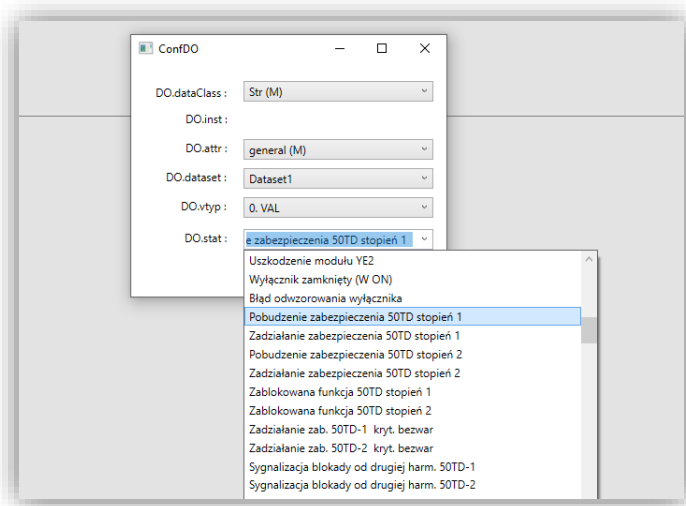 ConfDO
DO.dataClass : Str (M)
DO.inst :
DO.attr : general (M)
DO.dataset : Dataset1
DO.vtyp : 0. VAL
DO.stat : e zabezpieczenia 50TD stopień 1
Uszkodzenie modułu YE2
Wyłącznik zamknięty (W ON)
Błąd odwzorowania wyłącznika
Pobudzenie zabezpieczenia 50TD stopień 1
Zadziałanie zabezpieczenia 50TD stopień 1
Pobudzenie zabezpieczenia 50TD stopień 2
Zadziałanie zabezpieczenia 50TD stopień 2
Zablokowana funkcja 50TD stopień 1
Zablokowana funkcja 50TD stopień 2
Zadziałanie zab. 50TD-1  kryt. bezwar
Zadziałanie zab. 50TD-2  kryt. bezwar
Sygnalizacja blokady od drugiej harm. 50TD-1
Sygnalizacja blokady od drugiej harm. 50TD-2